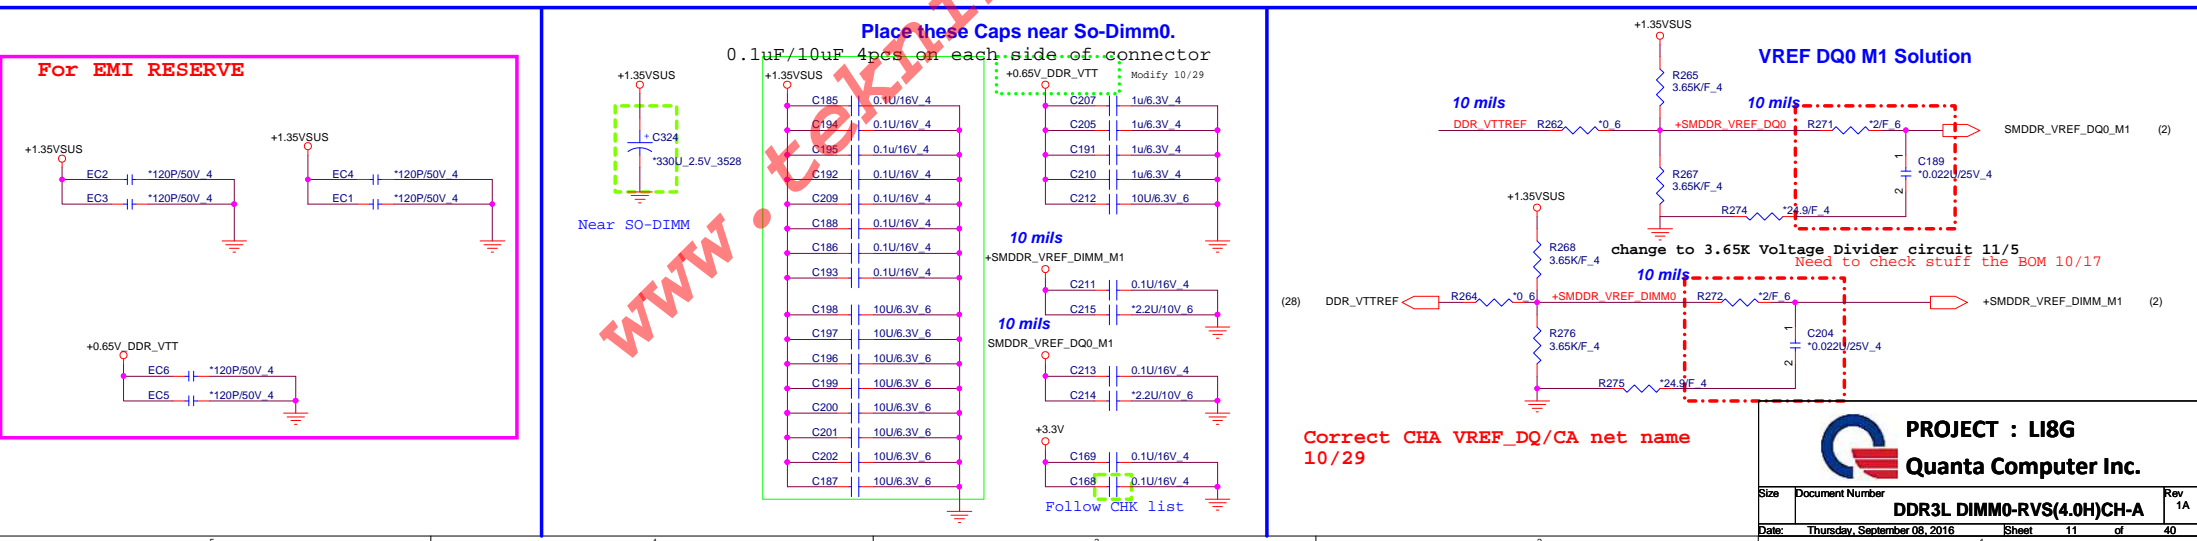 For EMI RESERVE
+1.35VSUS
EC2 *120P/50V_4
EC3 *120P/50V_4
+1.35VSUS
EC4 *120P/50V_4
EC1 *120P/50V_4
+0.65V_DDR_VTT
EC6 *120P/50V_4
EC5 *120P/50V_4
Place these Caps near So-Dimm0.
0.1uF/10uF 4pcs on each side of connector
+1.35VSUS
+ C324
*330U_2.5V_3528
Near SO-DIMM
+1.35VSUS
C185 0.1U/16V_4
C194 0.1U/16V_4
C195 0.1u/16V_4
C192 0.1U/16V_4
C209 0.1U/16V_4
C188 0.1U/16V_4
C186 0.1U/16V_4
C193 0.1U/16V_4
C198 10U/6.3V_6
C197 10U/6.3V_6
C196 10U/6.3V_6
C199 10U/6.3V_6
C200 10U/6.3V_6
C201 10U/6.3V_6
C202 10U/6.3V_6
C187 10U/6.3V_6
+0.65V_DDR_VTT Modify 10/29
C207 1u/6.3V_4
C205 1u/6.3V_4
C191 1u/6.3V_4
C210 1u/6.3V_4
C212 10U/6.3V_6
10 mils
+SMDDR_VREF_DIMM_M1
C211 0.1U/16V_4
C215 *2.2U/10V_6
10 mils
SMDDR_VREF_DQ0_M1
C213 0.1U/16V_4
C214 *2.2U/10V_6
+3.3V
C169 0.1U/16V_4
C168 0.1U/16V_4
Follow CHK list
www.tekni
VREF DQ0 M1 Solution
+1.35VSUS
R265
3.65K/F_4
10 mils
10 mils
DDR_VTTREF R262 *0_6 +SMDDR_VREF_DQ0 R271 *2/F_6 SMDDR_VREF_DQ0_M1 (2)
1
C189
*0.022U/25V_4
2
R267
3.65K/F_4
R274 *24.9/F_4
+1.35VSUS
R268
3.65K/F_4
change to 3.65K Voltage Divider circuit 11/5
Need to check stuff the BOM 10/17
10 mils
(28) DDR_VTTREF R264 *0_6 +SMDDR_VREF_DIMM0 R272 *2/F_6 +SMDDR_VREF_DIMM_M1 (2)
1
C204
*0.022U/25V_4
2
R276
3.65K/F_4
R275 *24.9/F_4
Correct CHA VREF_DQ/CA net name
10/29
PROJECT : LI8G
Quanta Computer Inc.
Size Document Number Rev
DDR3L DIMM0-RVS(4.0H)CH-A 1A
Date: Thursday, September 08, 2016 Sheet 11 of 40